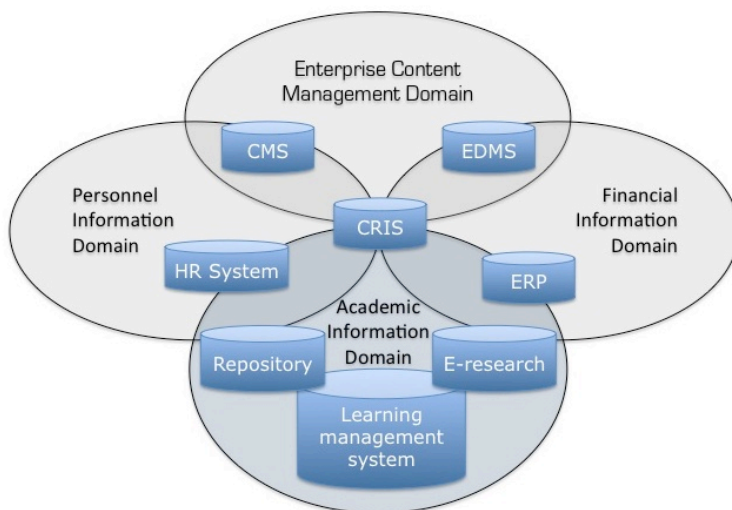 Enterprise Content
Management Domain
CMS
EDMS
Personnel
Information
Domain
CRIS
Financial
Information
Domain
HR System
ERP
Academic
Information
Domain
Repository
E-research
Learning
management
system